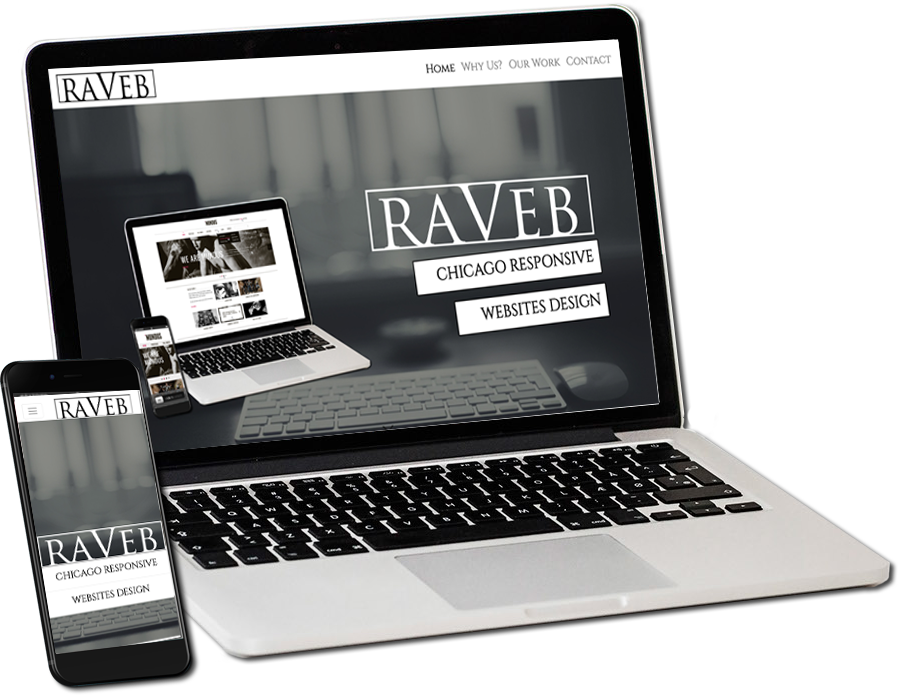 RAVEB
Home Why Us? Our Work Contact
RAVEB
CHICAGO RESPONSIVE
WEBSITES DESIGN
RAVEB
RAVEB
CHICAGO RESPONSIVE
WEBSITES DESIGN